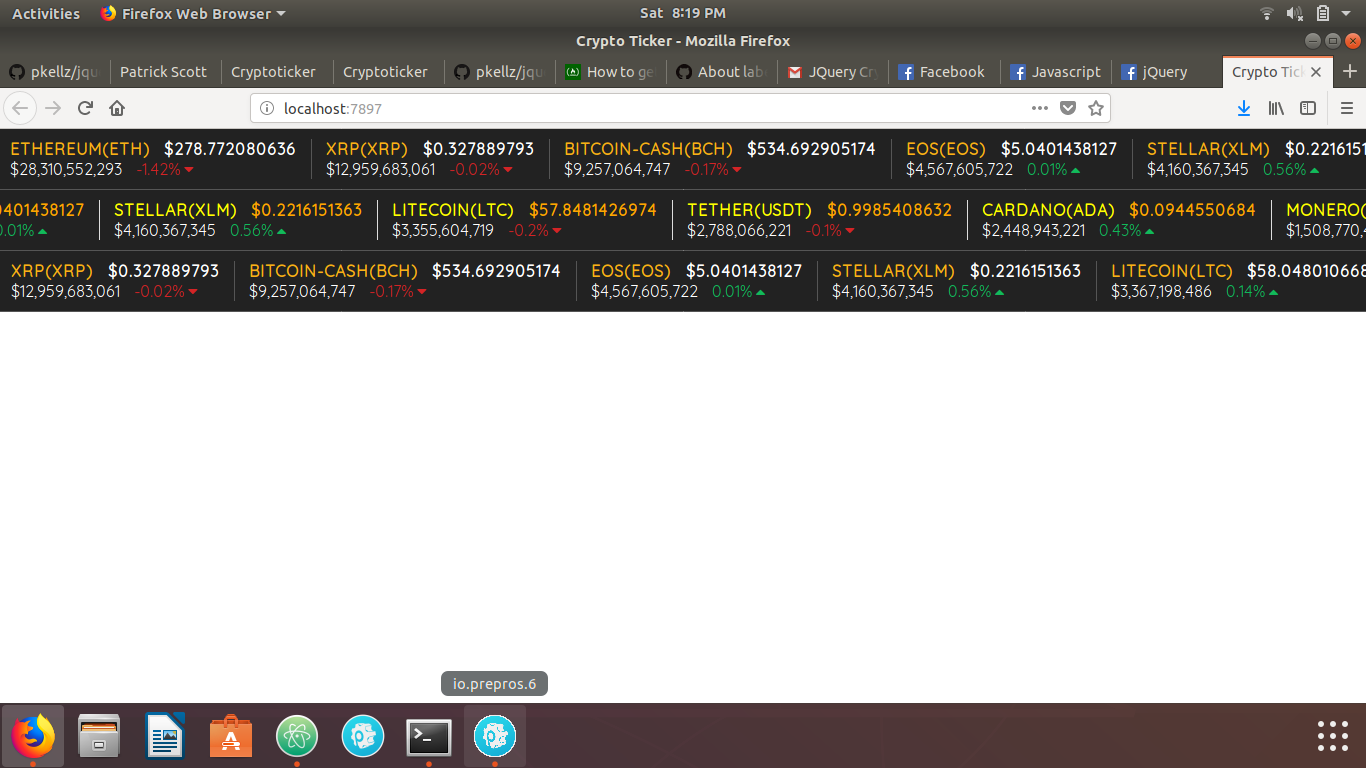 Activities Firefox Web Browser Sat 8:19 PM
Crypto Ticker - Mozilla Firefox
pkellz/jqu Patrick Scott Cryptoticker Cryptoticker pkellz/jqu How to ge About lab JQuery Cry Facebook Javascript jQuery Crypto Tick
localhost:7897
ETHEREUM(ETH) $278.772080636 XRP(XRP) $0.327889793 BITCOIN-CASH(BCH) $534.692905174 EOS(EOS) $5.0401438127 STELLAR(XLM) $0.2216151
$28,310,552,293 -1.42% $12,959,683,061 -0.02% $9,257,064,747 -0.17% $4,567,605,722 0.01% $4,160,367,345 0.56%
0401438127 STELLAR(XLM) $0.2216151363 LITECOIN(LTC) $57.8481426974 TETHER(USDT) $0.9985408632 CARDANO(ADA) $0.0944550684 MONERO(
0.01% $4,160,367,345 0.56% $3,355,604,719 -0.2% $2,788,066,221 -0.1% $2,448,943,221 0.43% $1,508,770,4
XRP(XRP) $0.327889793 BITCOIN-CASH(BCH) $534.692905174 EOS(EOS) $5.0401438127 STELLAR(XLM) $0.2216151363 LITECOIN(LTC) $58.048010668
$12,959,683,061 -0.02% $9,257,064,747 -0.17% $4,567,605,722 0.01% $4,160,367,345 0.56% $3,367,198,486 0.14%
io.prepros.6